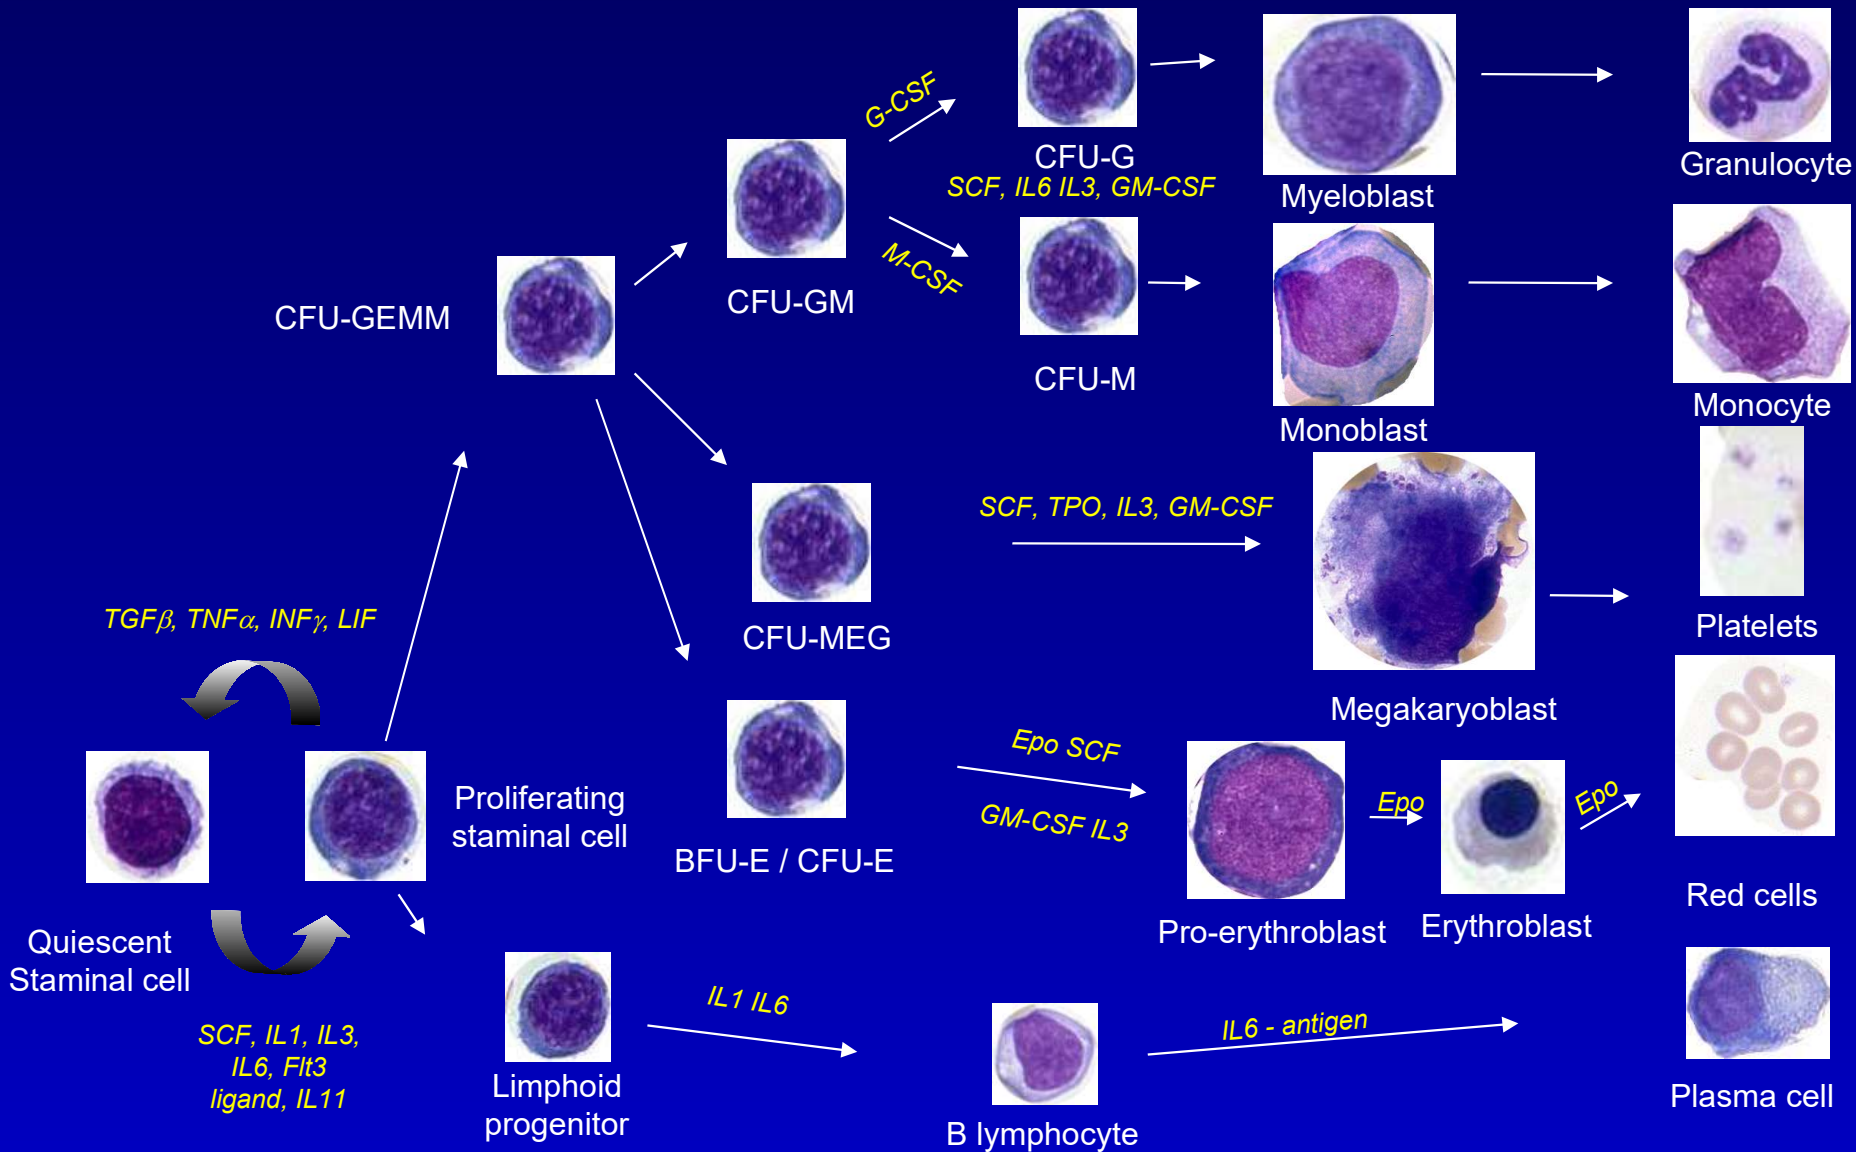 G-CSF
CFU-G
SCF, IL6 IL3, GM-CSF
Myeloblast
Granulocyte
CFU-GEMM
CFU-GM
M-CSF
CFU-M
Monoblast
Monocyte
SCF, TPO, IL3, GM-CSF
CFU-MEG
Megakaryoblast
Platelets
TGFβ, TNFα, INFγ, LIF
Proliferating
staminal cell
Quiescent
Staminal cell
SCF, IL1, IL3,
IL6, Flt3
ligand, IL11
BFU-E / CFU-E
Epo SCF
GM-CSF IL3
Pro-erythroblast
Epo
Erythroblast
Epo
Red cells
Limphoid
progenitor
IL1 IL6
B lymphocyte
IL6 - antigen
Plasma cell